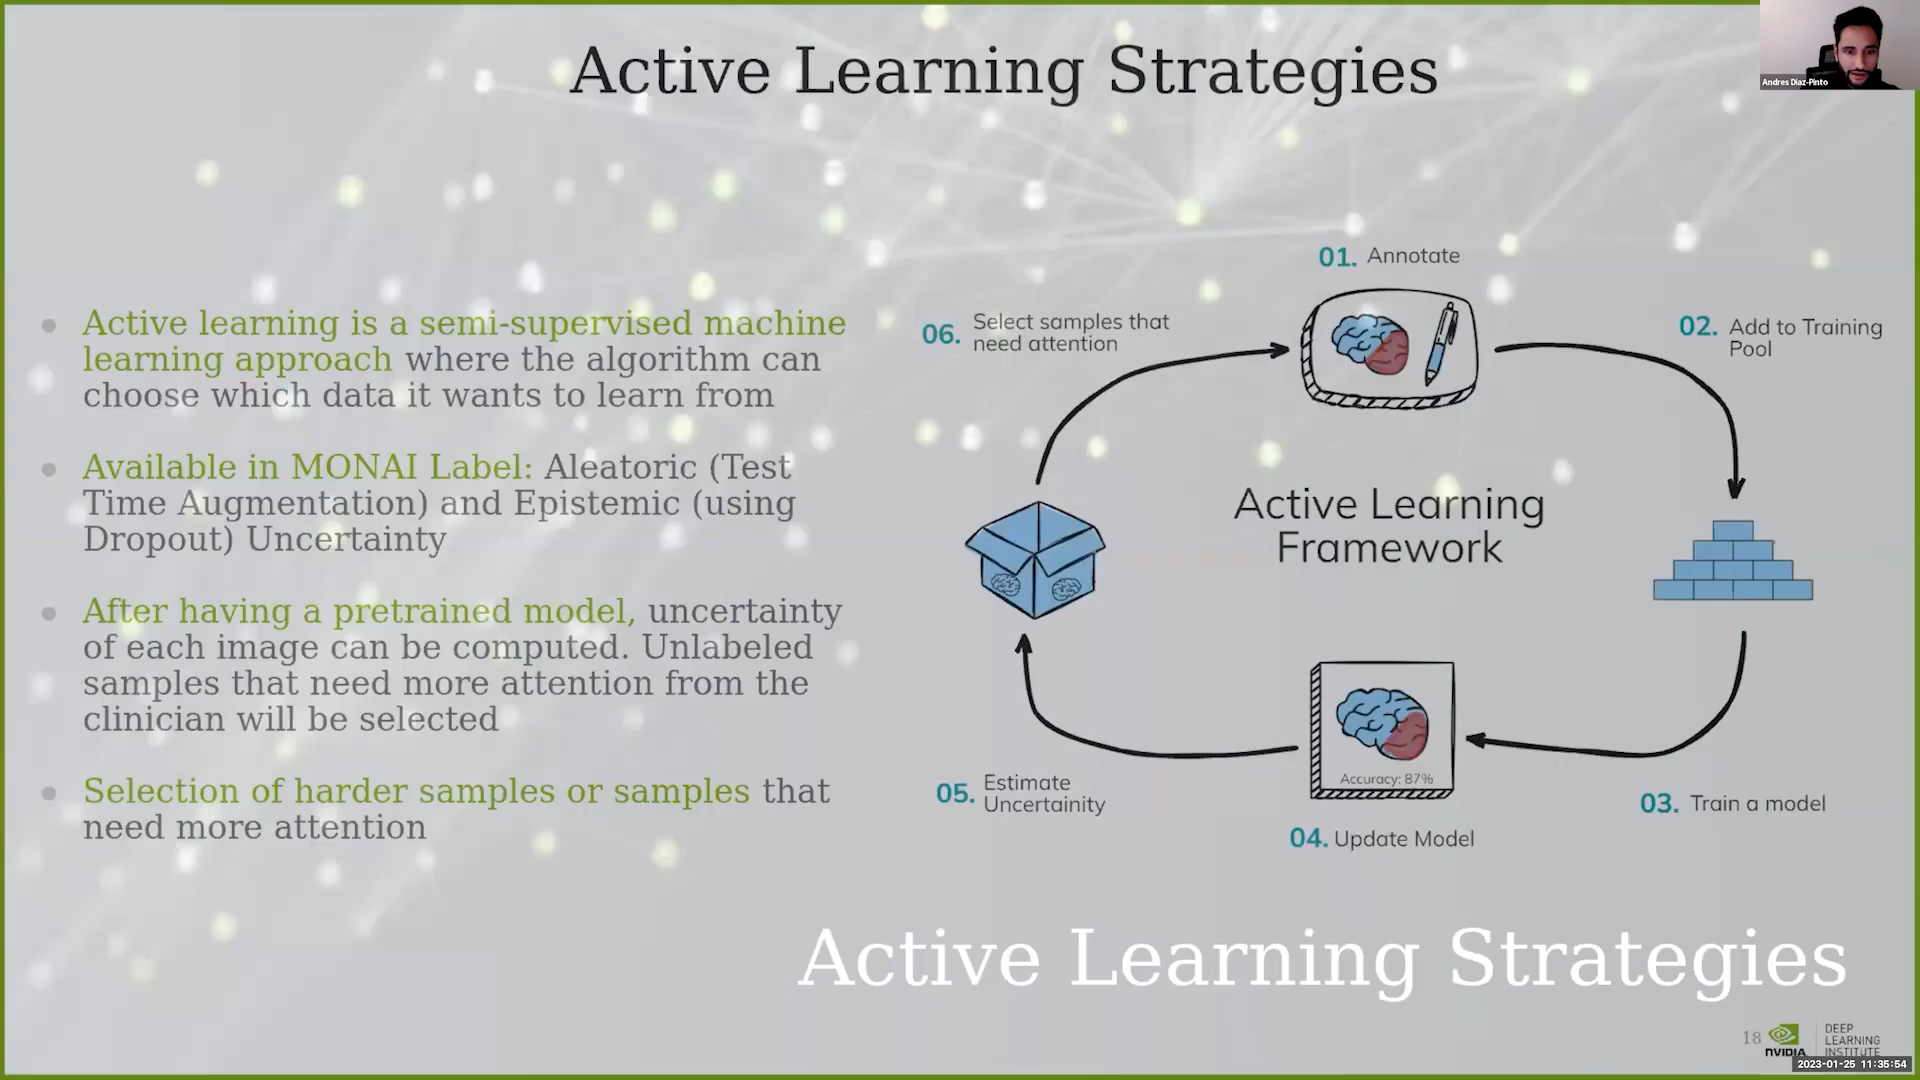 Active Learning Strategies
Andres Diaz-Pinto
Active learning is a semi-supervised machine
learning approach where the algorithm can
choose which data it wants to learn from
Available in MONAI Label: Aleatoric (Test
Time Augmentation) and Epistemic (using
Dropout) Uncertainty
After having a pretrained model, uncertainty
of each image can be computed. Unlabeled
samples that need more attention from the
clinician will be selected
Selection of harder samples or samples that
need more attention
01. Annotate
02. Add to Training
Pool
03. Train a model
04. Update Model
05. Estimate
Uncertainity
06. Select samples that
need attention
Active Learning
Framework
Accuracy: 87%
Active Learning Strategies
18
NVIDIA
DEEP
LEARNING
INSTITUTE
2023-01-25 11:35:54